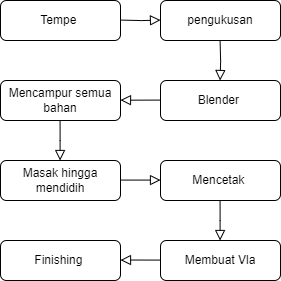 Tempe
pengukusan
Blender
Mencampur semua
bahan
Masak hingga
mendidih
Mencetak
Membuat Vla
Finishing